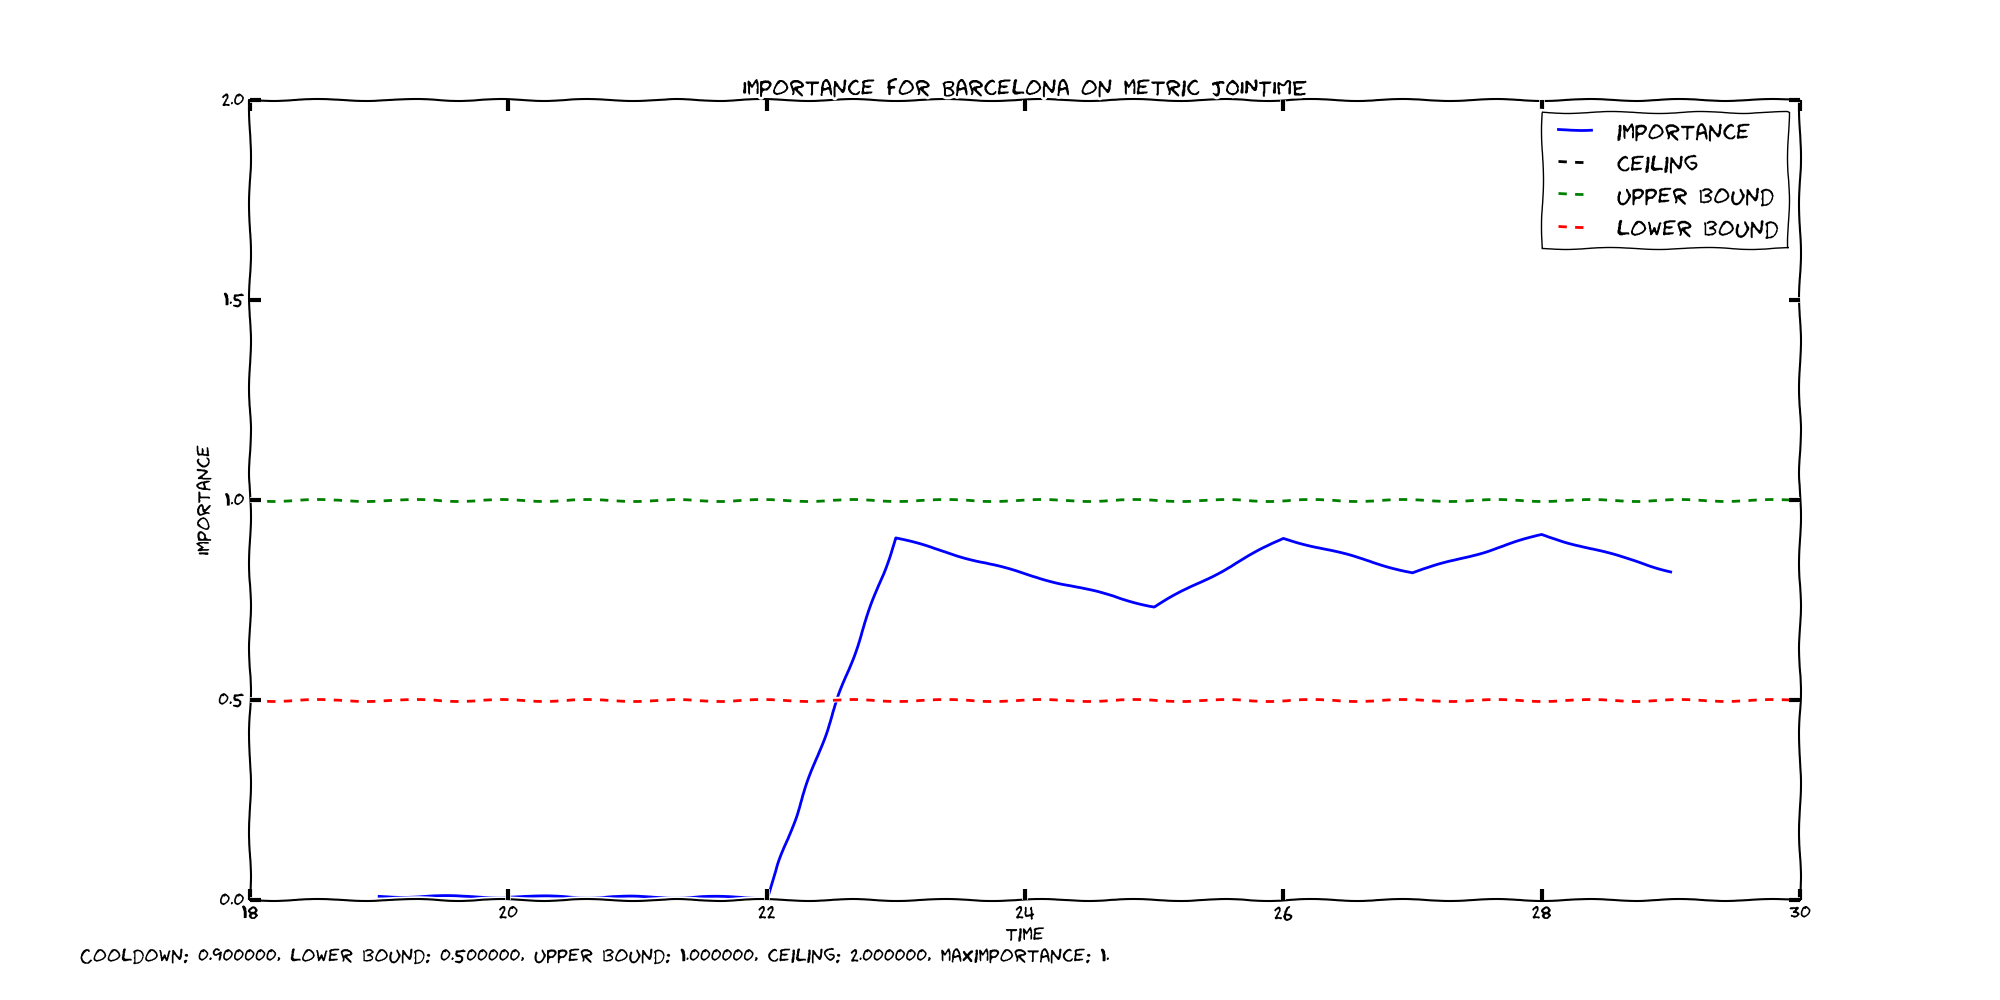 IMPORTANCE FOR BARCELONA ON METRIC JOINTIME
2.0
1.5
1.0
0.5
0.0
IMPORTANCE
IMPORTANCE
CEILING
UPPER BOUND
LOWER BOUND
18 20 22 24 26 28 30
TIME
COOLDOWN: 0.900000, LOWER BOUND: 0.500000, UPPER BOUND: 1.000000, CEILING: 2.000000, MAXIMPORTANCE: 1.